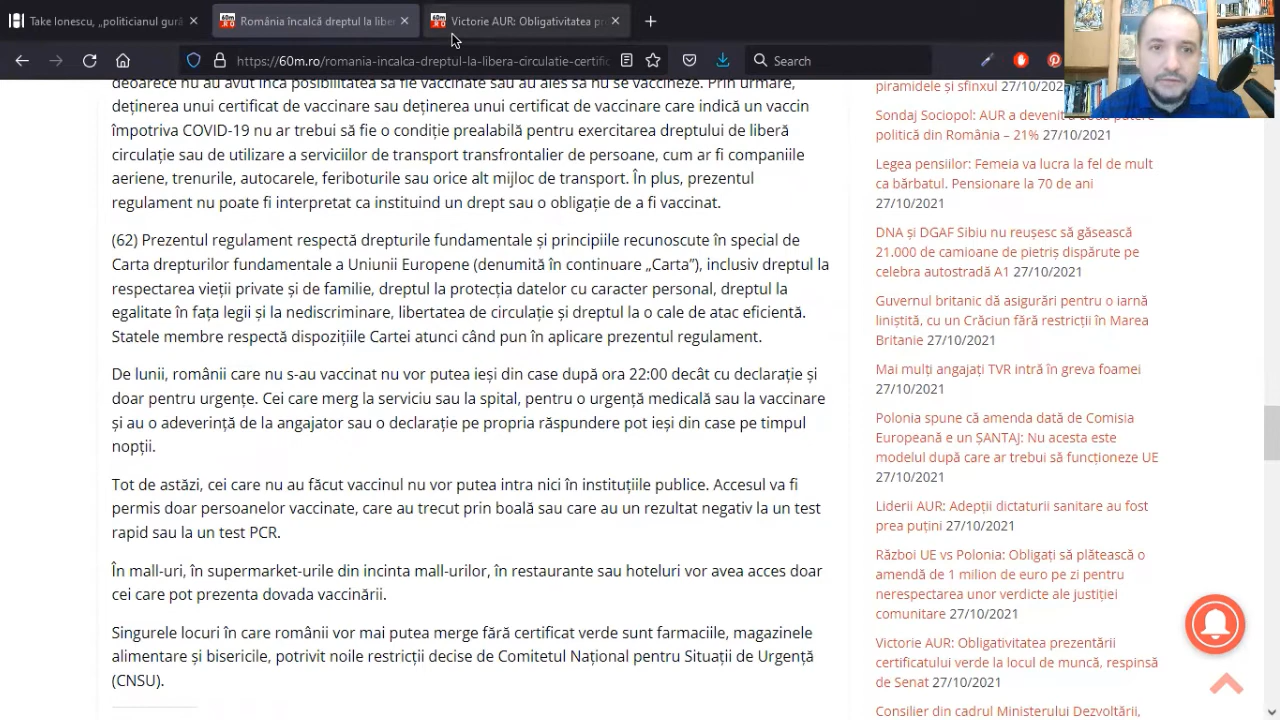 Take Ionescu, „politicianul gură
România încalcă dreptul la libe
Victorie AUR: Obligativitatea pr
https://60m.ro/romania-incalca-dreptul-la-libera-circulatie-certific
Search
deoarece nu au avut încă posibilitatea să fie vaccinate sau au ales să nu se vaccineze. Prin urmare,
deținerea unui certificat de vaccinare sau deținerea unui certificat de vaccinare care indică un vaccin
împotriva COVID-19 nu ar trebui să fie o condiție prealabilă pentru exercitarea dreptului de liberă
circulație sau de utilizare a serviciilor de transport transfrontalier de persoane, cum ar fi companiile
aeriene, trenurile, autocarele, feriboturile sau orice alt mijloc de transport. În plus, prezentul
regulament nu poate fi interpretat ca instituind un drept sau o obligație de a fi vaccinat.
(62) Prezentul regulament respectă drepturile fundamentale și principiile recunoscute în special de
Carta drepturilor fundamentale a Uniunii Europene (denumită în continuare „Carta”), inclusiv dreptul la
respectarea vieții private și de familie, dreptul la protecția datelor cu caracter personal, dreptul la
egalitate în fața legii și la nediscriminare, libertatea de circulație și dreptul la o cale de atac eficientă.
Statele membre respectă dispozițiile Cartei atunci când pun în aplicare prezentul regulament.
De lunii, românii care nu s-au vaccinat nu vor putea ieși din case după ora 22:00 decât cu declarație și
doar pentru urgențe. Cei care merg la serviciu sau la spital, pentru o urgență medicală sau la vaccinare
și au o adeverință de la angajator sau o declarație pe propria răspundere pot ieși din case pe timpul
nopții.
Tot de astăzi, cei care nu au făcut vaccinul nu vor putea intra nici în instituțiile publice. Accesul va fi
permis doar persoanelor vaccinate, care au trecut prin boală sau care au un rezultat negativ la un test
rapid sau la un test PCR.
În mall-uri, în supermarket-urile din incinta mall-urilor, în restaurante sau hoteluri vor avea acces doar
cei care pot prezenta dovada vaccinării.
Singurele locuri în care românii vor mai putea merge fără certificat verde sunt farmaciile, magazinele
alimentare și bisericile, potrivit noile restricții decise de Comitetul Național pentru Situații de Urgență
(CNSU).
piramidele și sfinxul 27/10/2021
Sondaj Sociopol: AUR a devenit a doua putere
politică din România – 21% 27/10/2021
Legea pensiilor: Femeia va lucra la fel de mult
ca bărbatul. Pensionare la 70 de ani
27/10/2021
DNA și DGAF Sibiu nu reușesc să găsească
21.000 de camioane de pietriș dispărute pe
celebra autostradă A1 27/10/2021
Guvernul britanic dă asigurări pentru o iarnă
liniștită, cu un Crăciun fără restricții în Marea
Britanie 27/10/2021
Mai mulți angajați TVR intră în greva foamei
27/10/2021
Polonia spune că amenda dată de Comisia
Europeană e un ȘANTAJ: Nu acesta este
modelul după care ar trebui să funcționeze UE
27/10/2021
Liderii AUR: Adepții dictaturii sanitare au fost
prea puțini 27/10/2021
Război UE vs Polonia: Obligați să plătească o
amendă de 1 milion de euro pe zi pentru
nerespectarea unor verdicte ale justiției
comunitare 27/10/2021
Victorie AUR: Obligativitatea prezentării
certificatului verde la locul de muncă, respinsă
de Senat 27/10/2021
Consilier din cadrul Ministerului Dezvoltării,